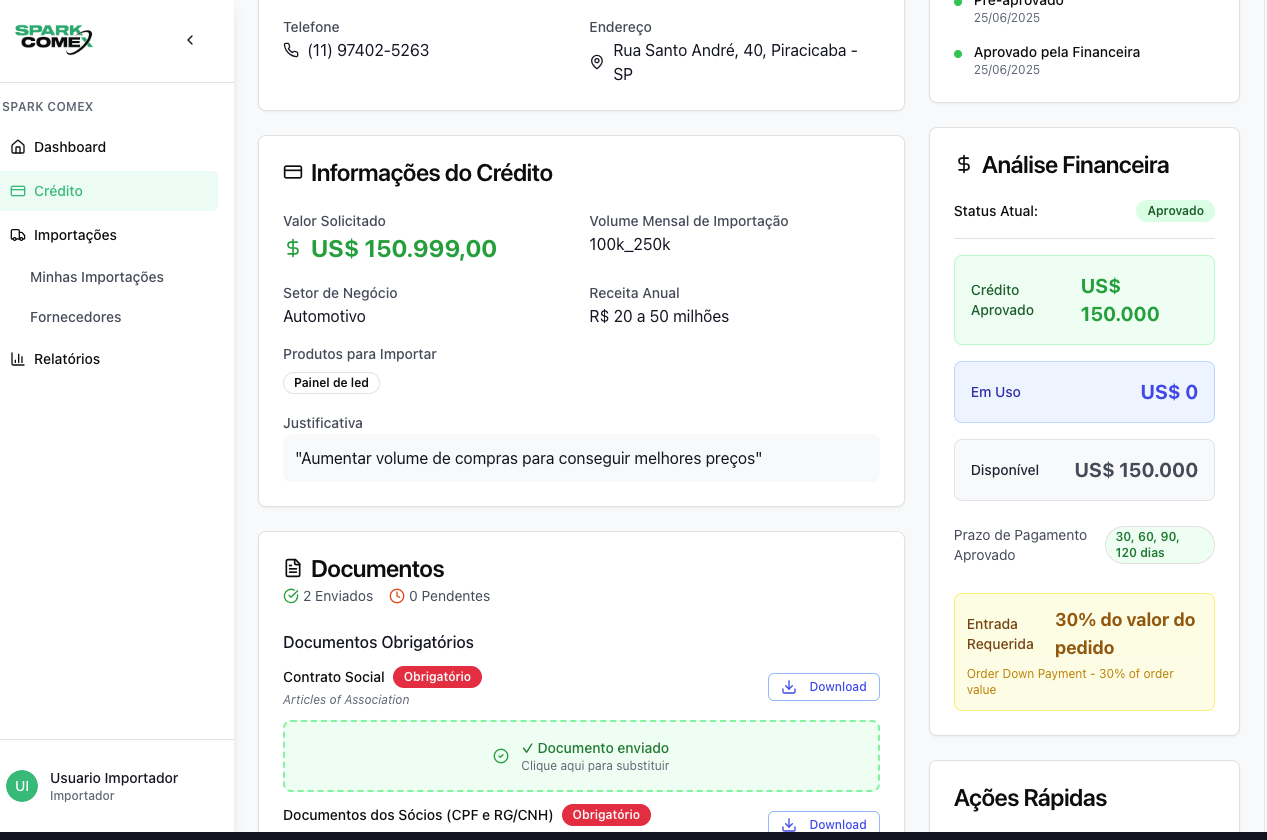 SPARK
COMEX
SPARK COMEX
Dashboard
Crédito
Importações
Minhas Importações
Fornecedores
Relatórios
UI
Usuario Importador
Importador
Telefone
(11) 97402-5263
Endereço
Rua Santo André, 40, Piracicaba -
SP
Informações do Crédito
Valor Solicitado
$ US$ 150.999,00
Volume Mensal de Importação
100k_250k
Setor de Negócio
Automotivo
Receita Anual
R$ 20 a 50 milhões
Produtos para Importar
Painel de led
Justificativa
"Aumentar volume de compras para conseguir melhores preços"
Documentos
2 Enviados 0 Pendentes
Documentos Obrigatórios
Contrato Social Obrigatório
Articles of Association
Download
✓ Documento enviado
Clique aqui para substituir
Documentos dos Sócios (CPF e RG/CNH) Obrigatório
Download
Pré-aprovado
25/06/2025
Aprovado pela Financeira
25/06/2025
$ Análise Financeira
Status Atual: Aprovado
Crédito
Aprovado
US$
150.000
Em Uso US$ 0
Disponível US$ 150.000
Prazo de Pagamento
Aprovado
30, 60, 90,
120 dias
Entrada
Requerida
30% do valor do
pedido
Order Down Payment - 30% of order
value
Ações Rápidas